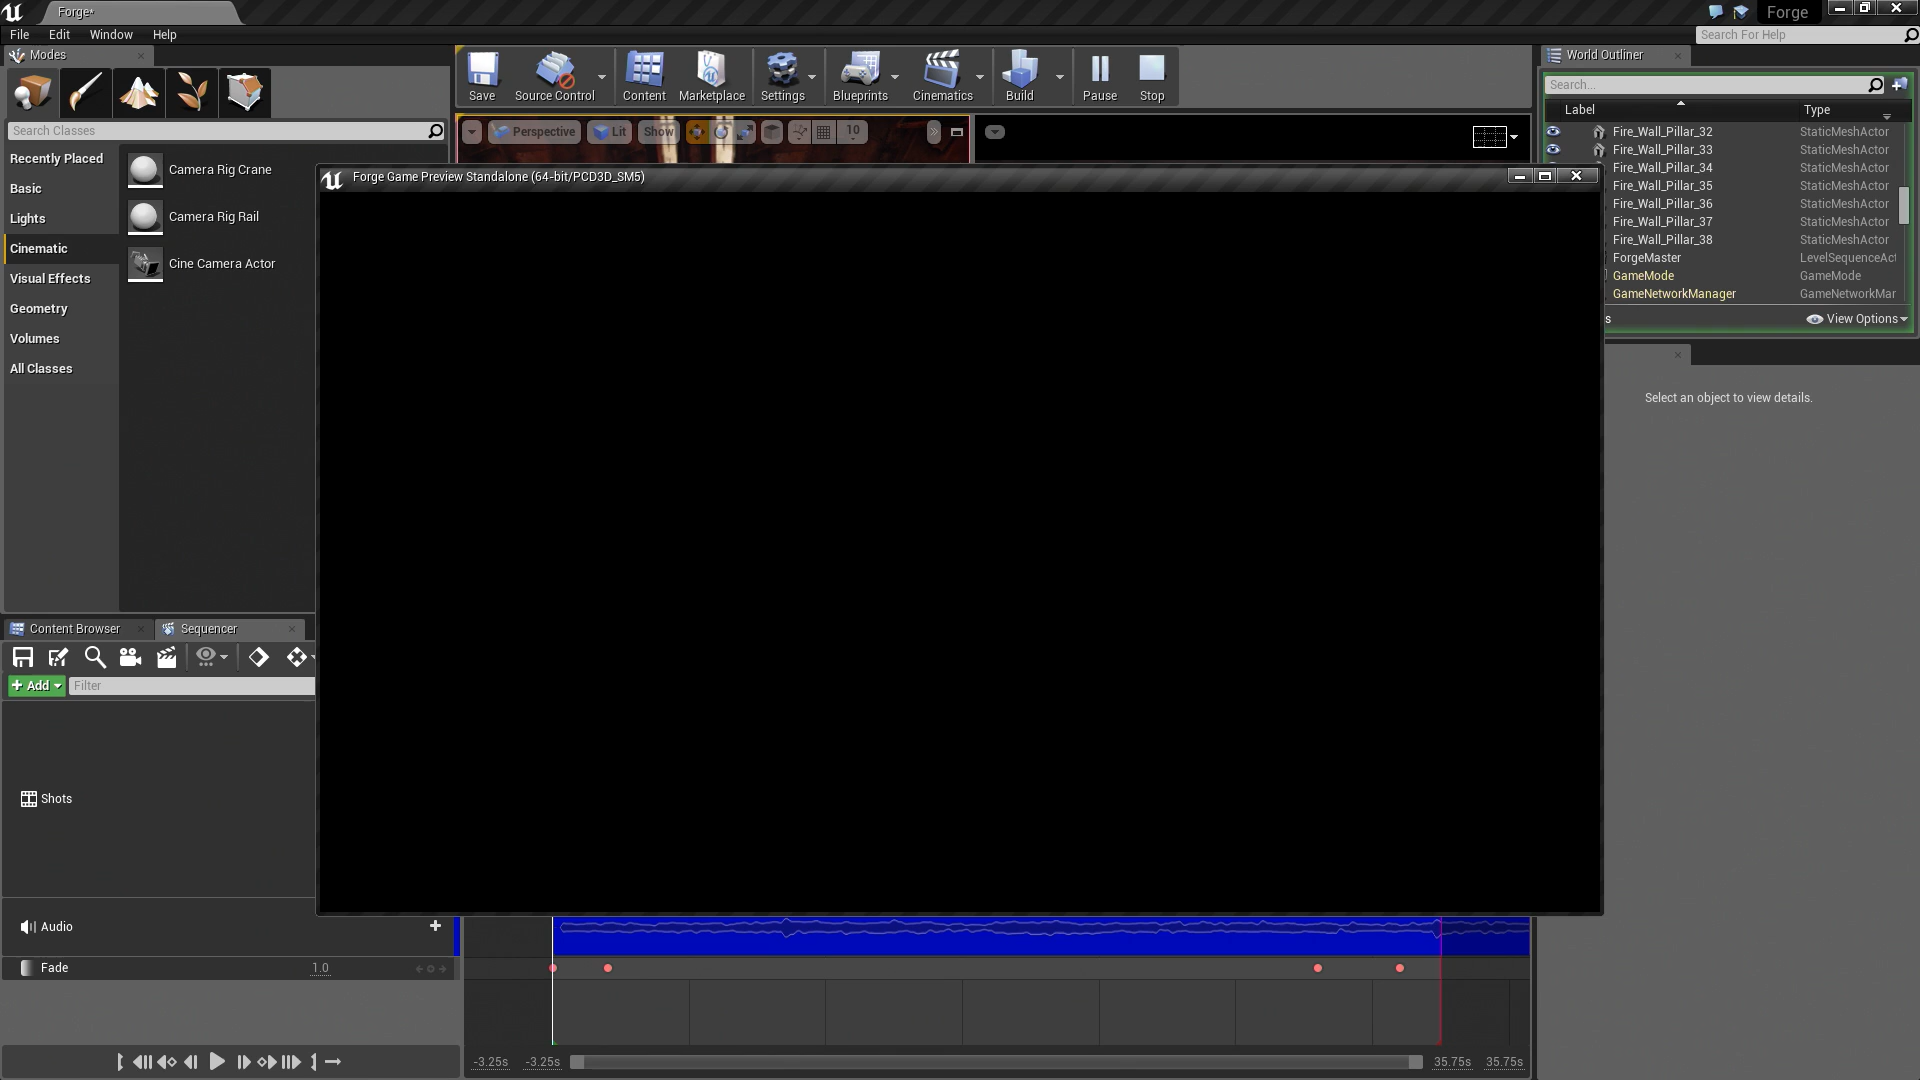 Forge*
Forge
File Edit Window Help
Search For Help
Modes
Save
Source Control
Content
Marketplace
Settings
Blueprints
Cinematics
Build
Pause
Stop
World Outliner
Search...
Label Type
Search Classes
Perspective Lit Show 10
Recently Placed
Basic
Lights
Cinematic
Visual Effects
Geometry
Volumes
All Classes
Camera Rig Crane
Camera Rig Rail
Cine Camera Actor
Forge Game Preview Standalone (64-bit/PCD3D_SM5)
Fire_Wall_Pillar_32 StaticMeshActor
Fire_Wall_Pillar_33 StaticMeshActor
Fire_Wall_Pillar_34 StaticMeshActor
Fire_Wall_Pillar_35 StaticMeshActor
Fire_Wall_Pillar_36 StaticMeshActor
Fire_Wall_Pillar_37 StaticMeshActor
Fire_Wall_Pillar_38 StaticMeshActor
ForgeMaster LevelSequenceAct
GameMode GameMode
GameNetworkManager GameNetworkMar
s View Options
Select an object to view details.
Content Browser Sequencer
Add Filter
Shots
Audio
Fade 1.0
-3.25s -3.25s 35.75s 35.75s